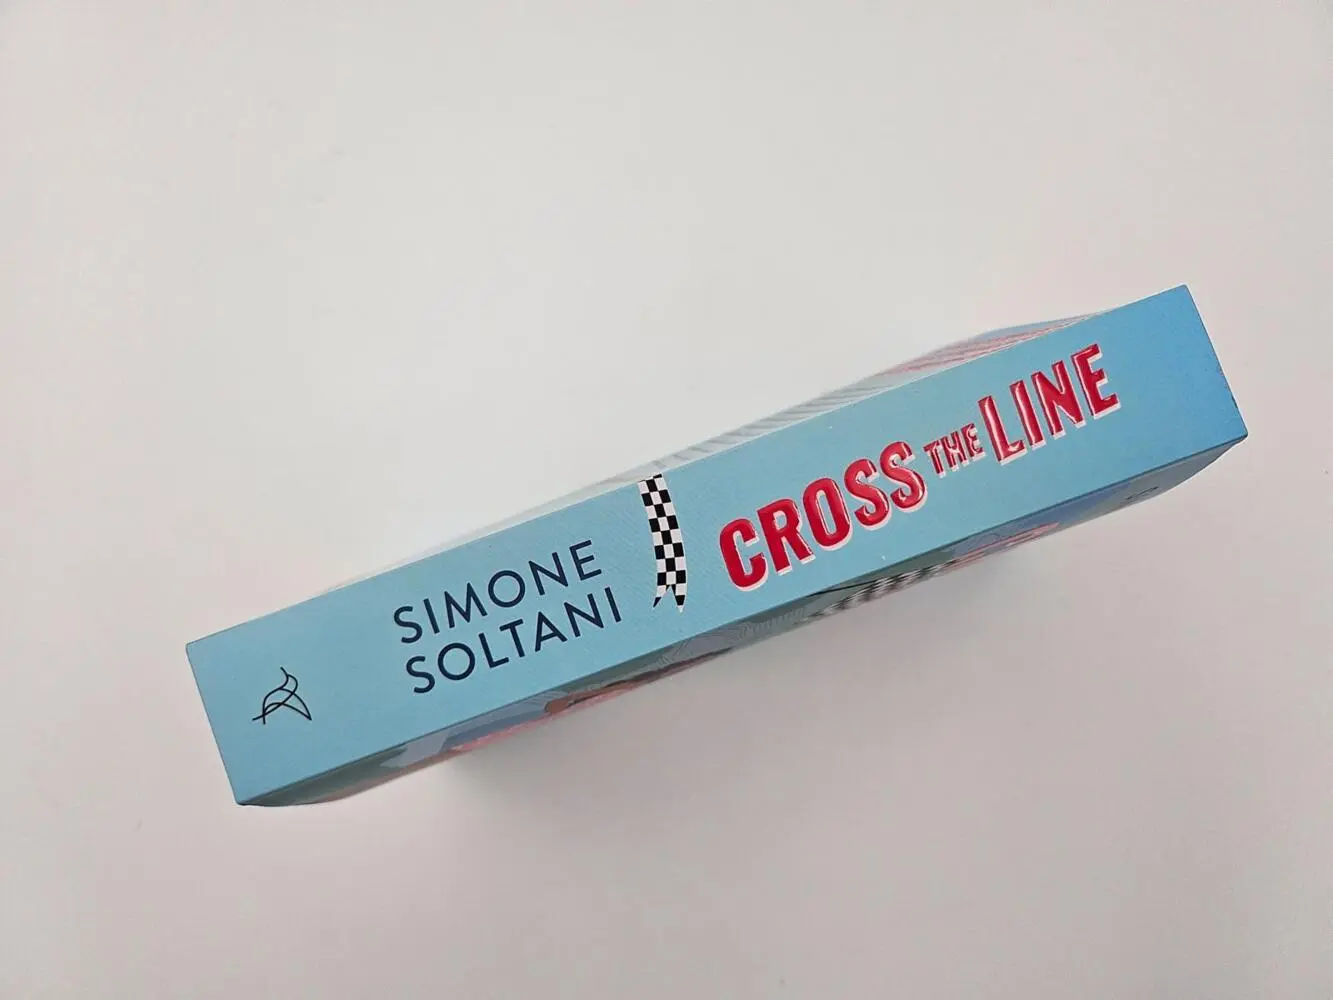 SIMONE
SOLTANI
CROSS THE LINE